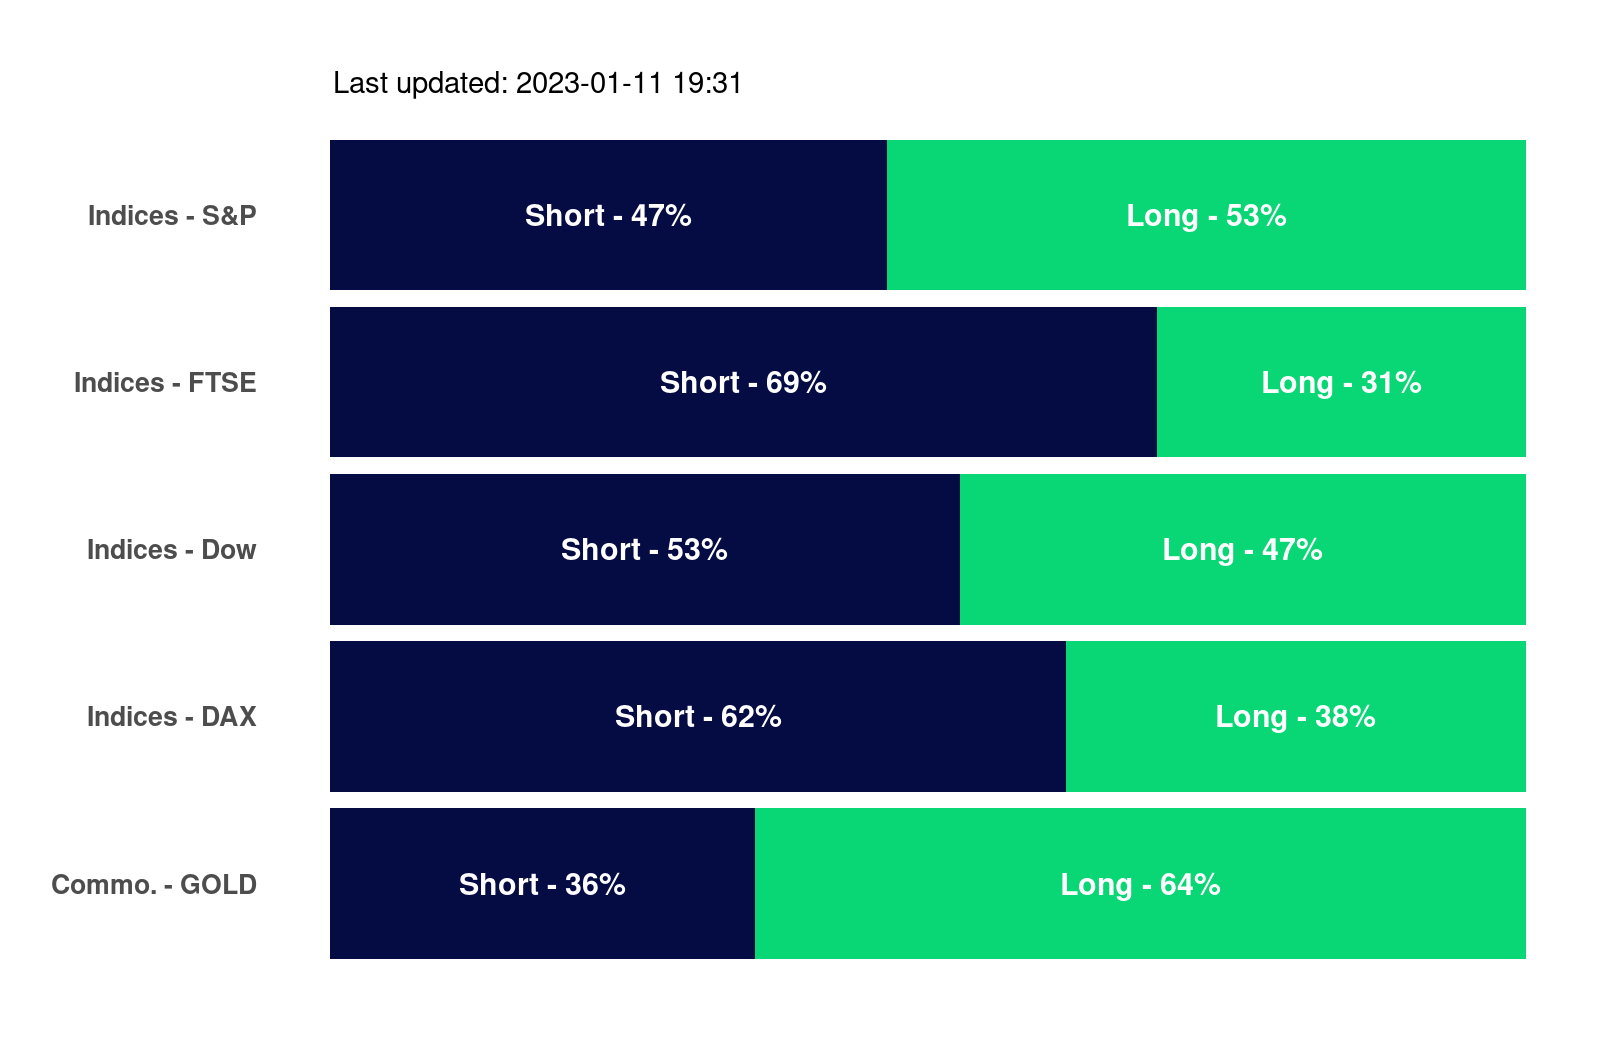 Last updated: 2023-01-11 19:31
Indices - S&P
Short - 47%
Long - 53%
Indices - FTSE
Short - 69%
Long - 31%
Indices - Dow
Short - 53%
Long - 47%
Indices - DAX
Short - 62%
Long - 38%
Commo. - GOLD
Short - 36%
Long - 64%